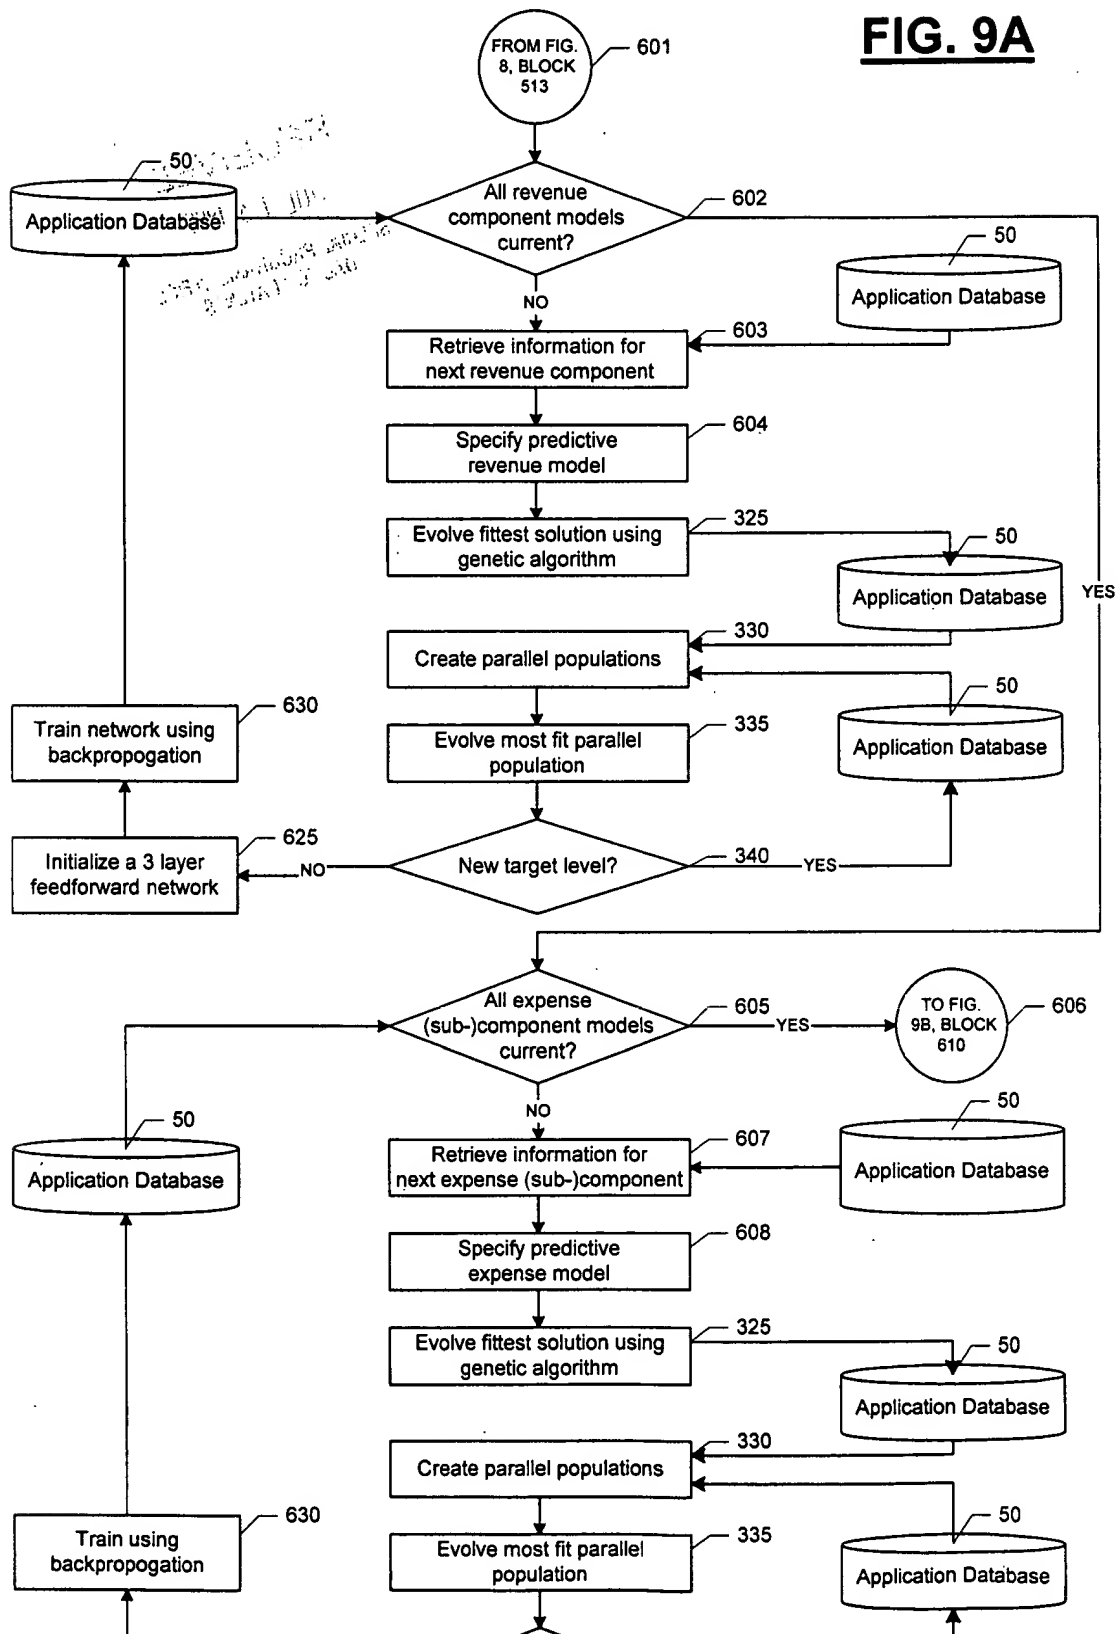 FIG. 9A
FROM FIG.
8, BLOCK
513
601
50
Application Database
All revenue
component models
current?
602
50
Application Database
NO
603
Retrieve information for
next revenue component
604
Specify predictive
revenue model
325
Evolve fittest solution using
genetic algorithm
50
Application Database
YES
330
Create parallel populations
50
Application Database
630
Train network using
backpropogation
335
Evolve most fit parallel
population
625
Initialize a 3 layer
feedforward network
NO
New target level?
340
YES
All expense
(sub-)component models
current?
605
YES
TO FIG.
9B, BLOCK
610
606
50
Application Database
NO
607
Retrieve information for
next expense (sub-)component
50
Application Database
608
Specify predictive
expense model
325
Evolve fittest solution using
genetic algorithm
50
Application Database
330
Create parallel populations
630
Train using
backpropogation
335
Evolve most fit parallel
population
50
Application Database